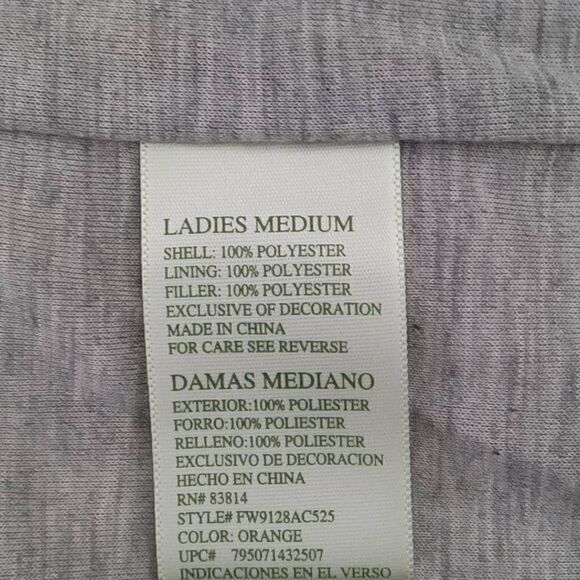 LADIES MEDIUM
SHELL: 100% POLYESTER
LINING: 100% POLYESTER
FILLER: 100% POLYESTER
EXCLUSIVE OF DECORATION
MADE IN CHINA
FOR CARE SEE REVERSE
DAMAS MEDIANO
EXTERIOR:100% POLIESTER
FORRO:100% POLIESTER
RELLENO:100% POLIESTER
EXCLUSIVO DE DECORACION
HECHO EN CHINA
RN# 83814
STYLE# FW9128AC525
COLOR: ORANGE
UPC# 795071432507
INDICACIONES EN EL VERSO